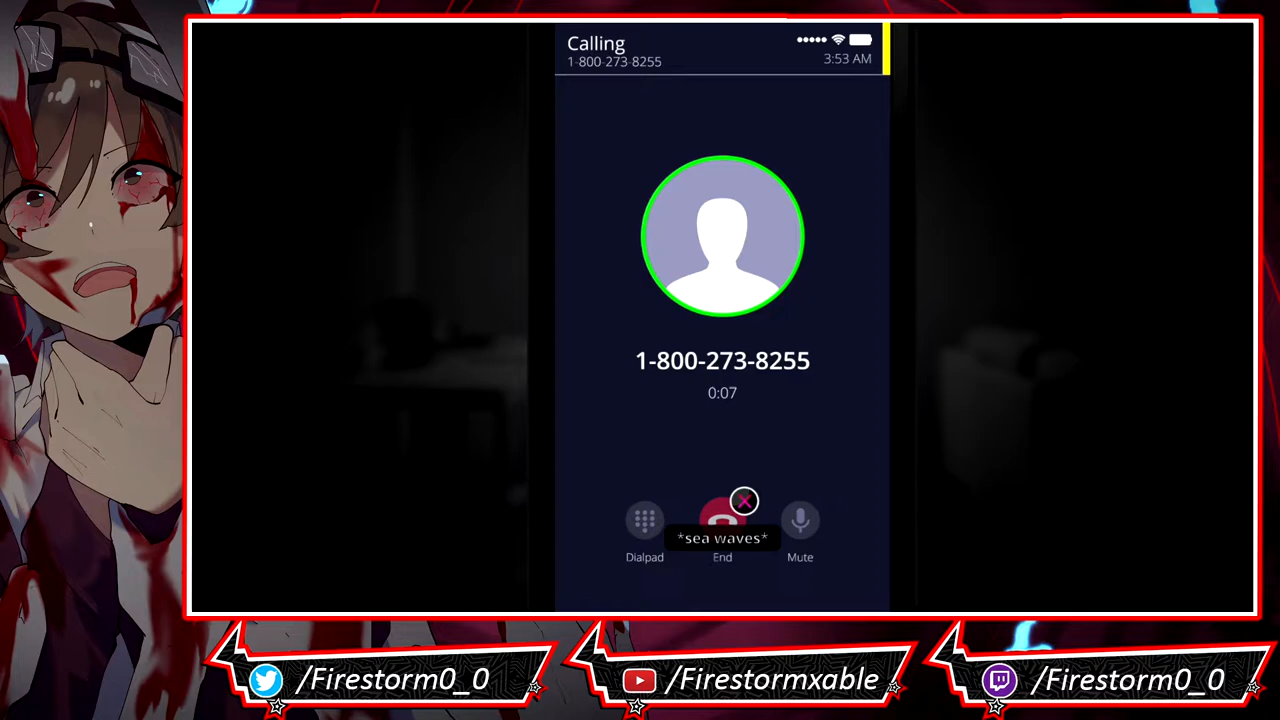 Calling
1-800-273-8255
3:53 AM
1-800-273-8255
0:07
*sea waves*
Dialpad
End
Mute
/Firestorm0_0
/Firestormxable
/Firestorm0_0